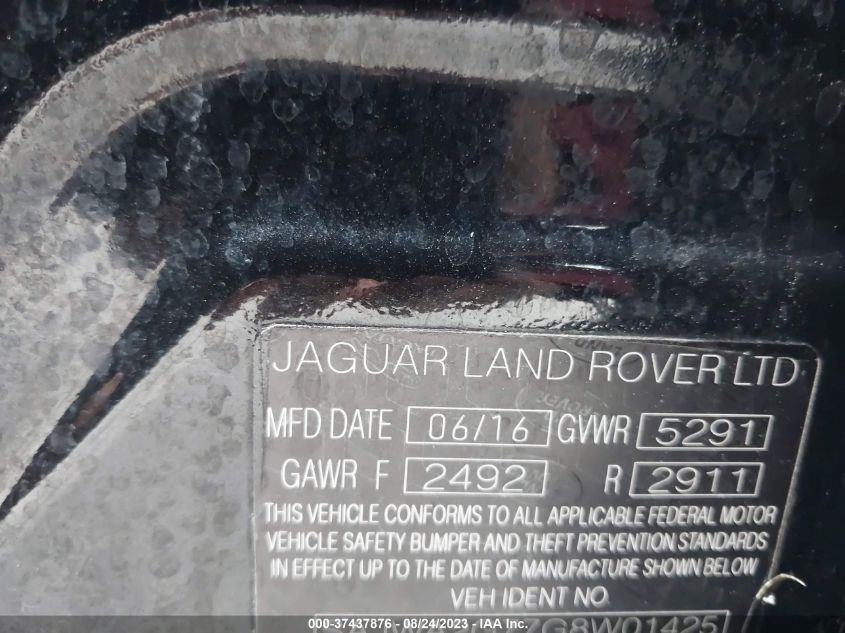 JAGUAR LAND ROVER LTD
MFD DATE 06/16 GVWR 5291
GAWR F 2492 R 2911
THIS VEHICLE CONFORMS TO ALL APPLICABLE FEDERAL MOTOR
VEHICLE SAFETY BUMPER AND THEFT PREVENTION STANDARDS
IN EFFECT UP TO THE DATE OF MANUFACTURE SHOWN BELOW
VEH IDENT NO.
000-37437876 | 08/24/2023 | © 2023, IAA, Inc.